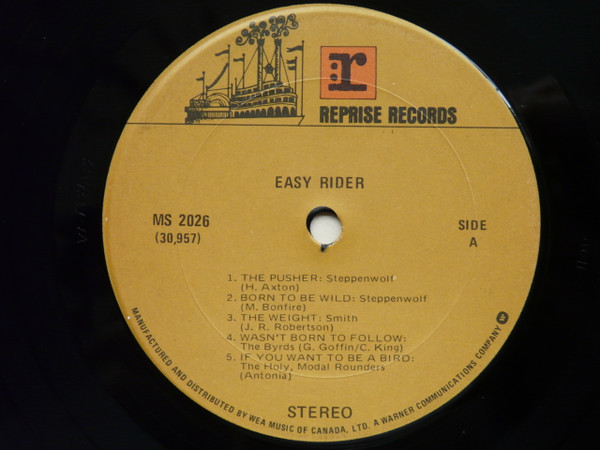 r
REPRISE RECORDS
EASY RIDER
MS 2026
(30,957)
SIDE
A
1. THE PUSHER: Steppenwolf
(H. Axton)
2. BORN TO BE WILD: Steppenwolf
(M. Bonfire)
3. THE WEIGHT: Smith
(J. R. Robertson)
4. WASN'T BORN TO FOLLOW:
The Byrds (G. Goffin/C. King)
5. IF YOU WANT TO BE A BIRD:
The Holy, Modal Rounders
(Antonia)
STEREO
MANUFACTURED AND DISTRIBUTED BY WEA MUSIC OF CANADA, LTD. A WARNER COMMUNICATIONS COMPANY